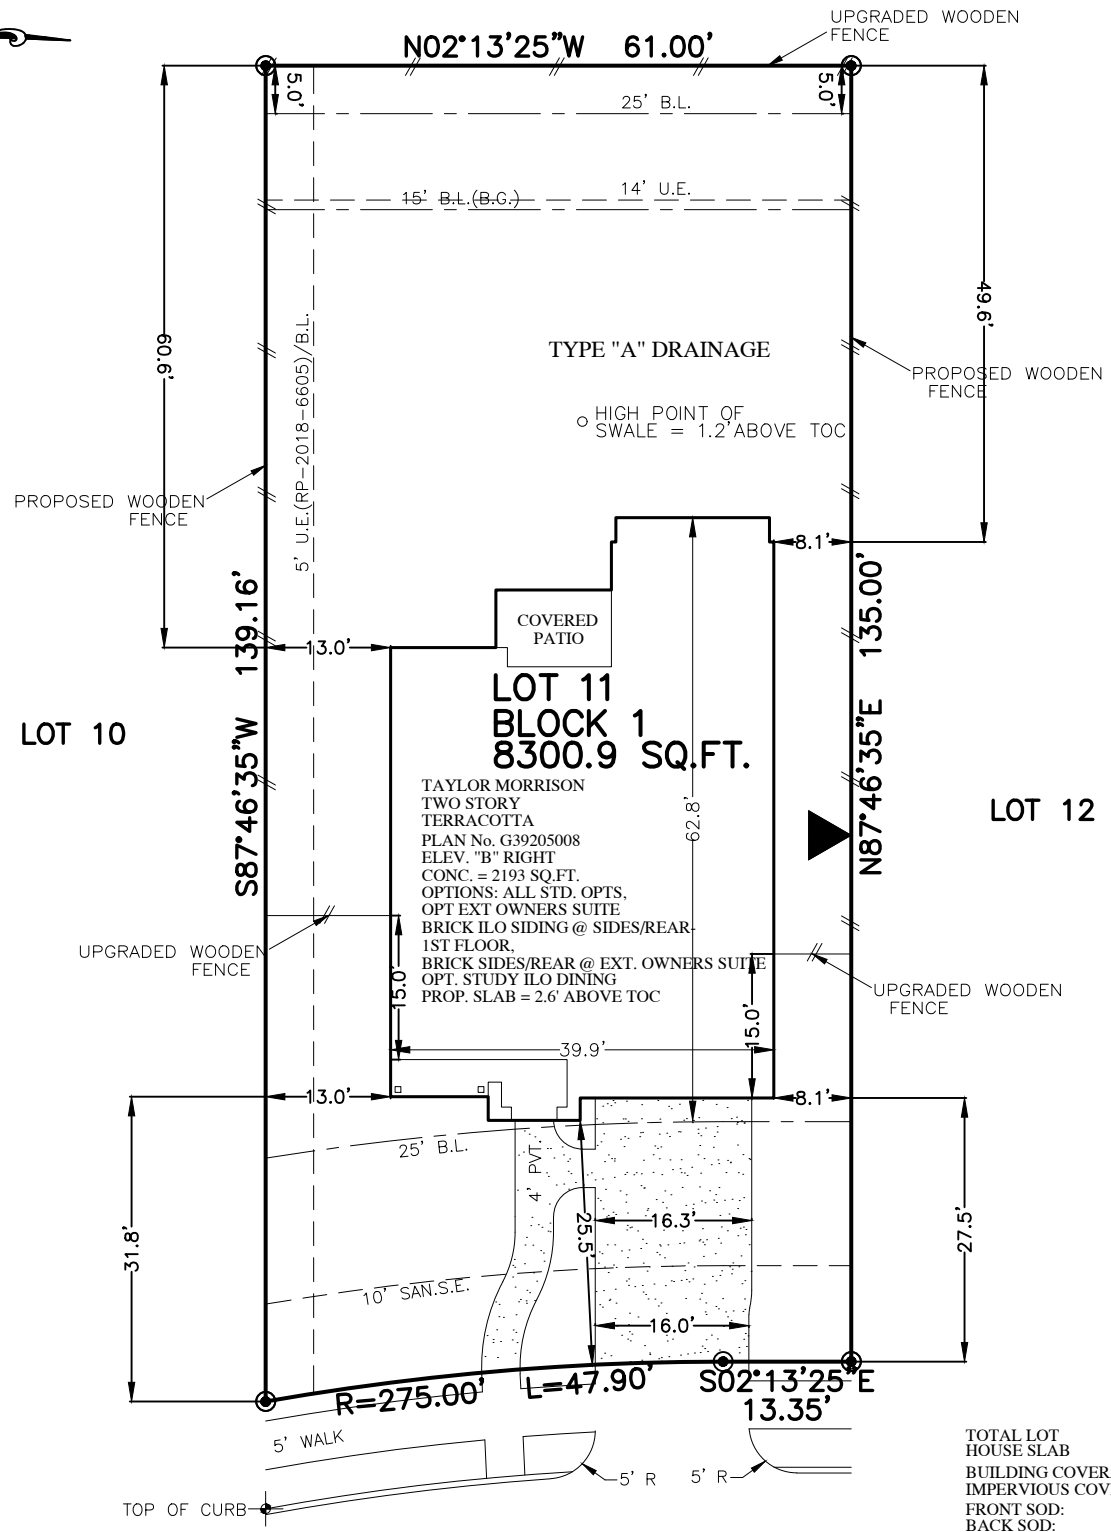 UPGRADED WOODEN
FENCE
N02°13'25"W 61.00'
5.0'
5.0'
25' B.L.
15' B.L.(B.G.)
14' U.E.
60.6'
49.6'
5' U.E.(RP-2018-6605)/B.L.
TYPE "A" DRAINAGE
PROPOSED WOODEN
FENCE
HIGH POINT OF
SWALE = 1.2' ABOVE TOC
PROPOSED WOODEN
FENCE
8.1'
S87°46'35"W 139.16'
N87°46'35"E 135.00'
COVERED
PATIO
13.0'
LOT 11
BLOCK 1
8300.9 SQ.FT.
LOT 10
LOT 12
TAYLOR MORRISON
TWO STORY
TERRACOTTA
PLAN No. G39205008
ELEV. "B" RIGHT
CONC. = 2193 SQ.FT.
OPTIONS: ALL STD. OPTS,
OPT EXT OWNERS SUITE
BRICK ILO SIDING @ SIDES/REAR-
1ST FLOOR,
BRICK SIDES/REAR @ EXT. OWNERS SUITE
OPT. STUDY ILO DINING
PROP. SLAB = 2.6' ABOVE TOC
62.8'
UPGRADED WOODEN
FENCE
UPGRADED WOODEN
FENCE
15.0'
15.0'
39.9'
13.0'
8.1'
25' B.L.
4' PVT.
31.8'
25.5'
16.3'
27.5'
10' SAN.S.E.
16.0'
R=275.00'
L=47.90'
S02°13'25"E
13.35'
5' WALK
5' R
5' R
TOP OF CURB
TOTAL LOT
HOUSE SLAB
BUILDING COVER
IMPERVIOUS COV
FRONT SOD:
BACK SOD: